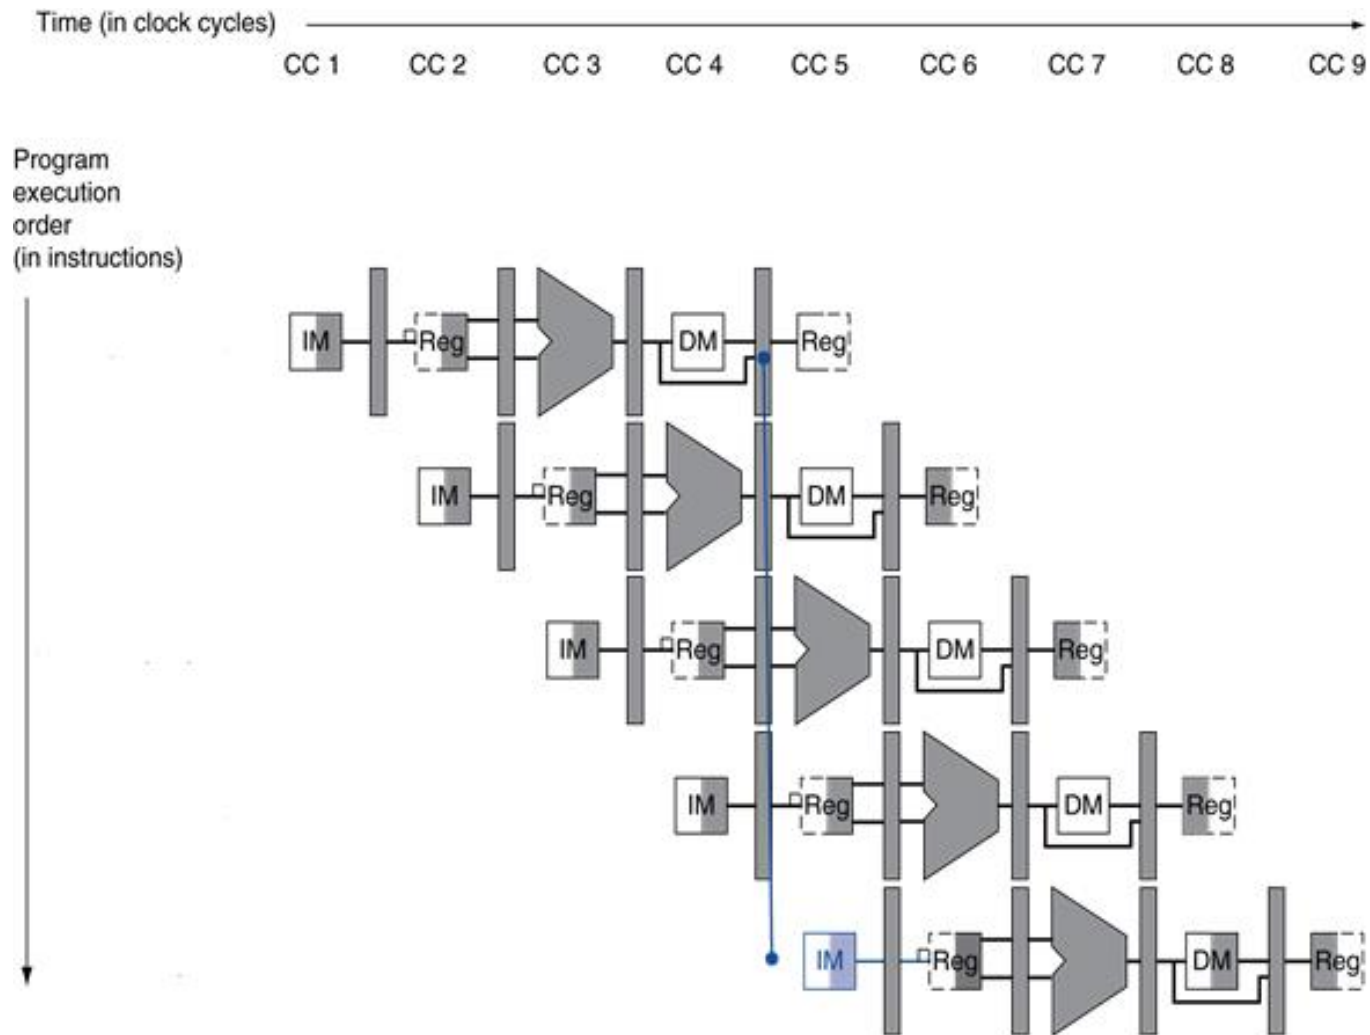 Time (in clock cycles)
CC 1 CC 2 CC 3 CC 4 CC 5 CC 6 CC 7 CC 8 CC 9
Program
execution
order
(in instructions)
IM Reg DM Reg
IM Reg DM Reg
IM Reg DM Reg
IM Reg DM Reg
IM Reg DM Reg